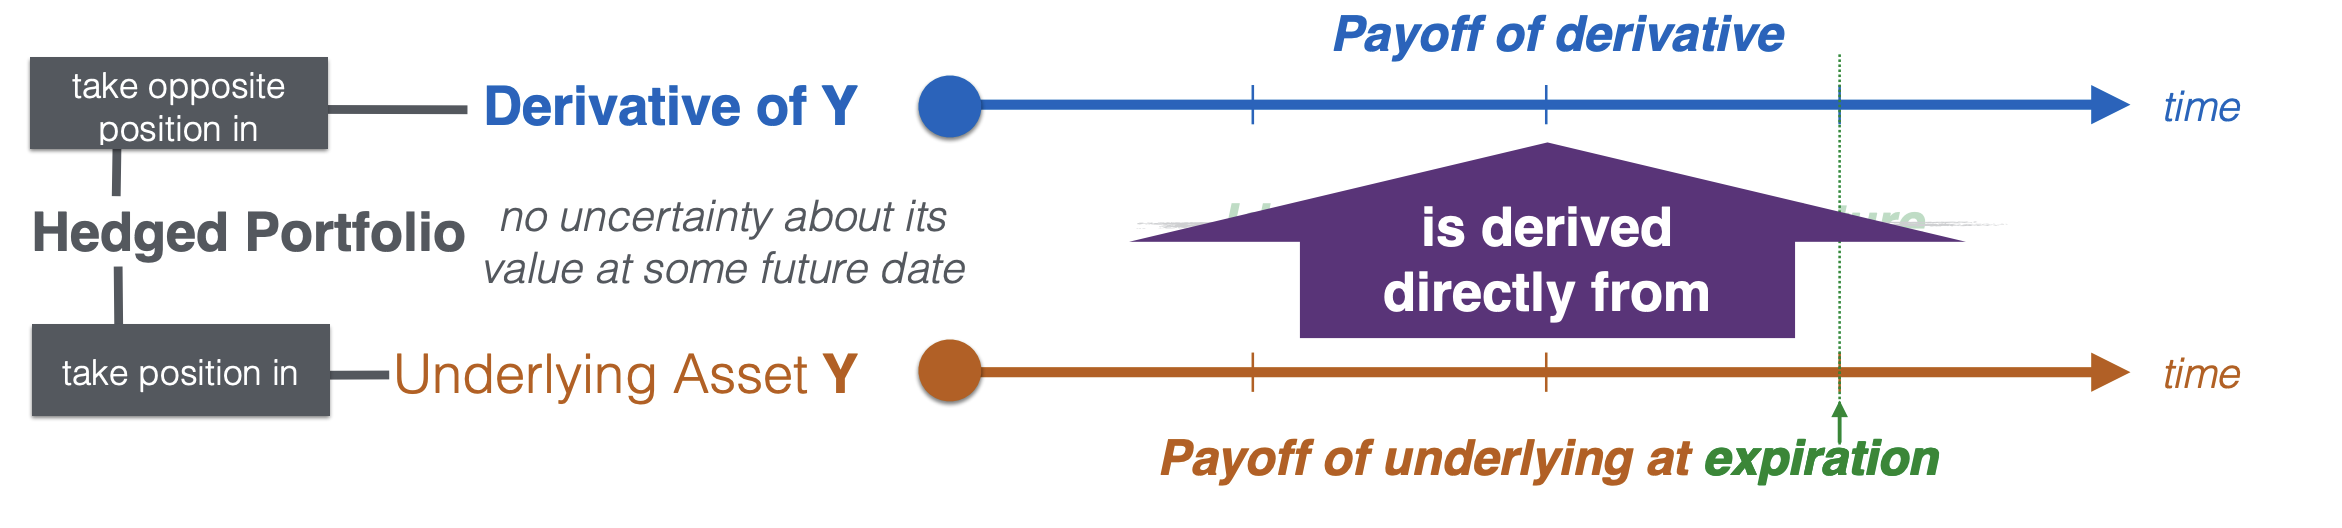 Payoff of derivative
take opposite
position in
Derivative of Y
time
Hedged Portfolio
no uncertainty about its
value at some future date
is derived
directly from
take position in
Underlying Asset Y
time
Payoff of underlying at expiration